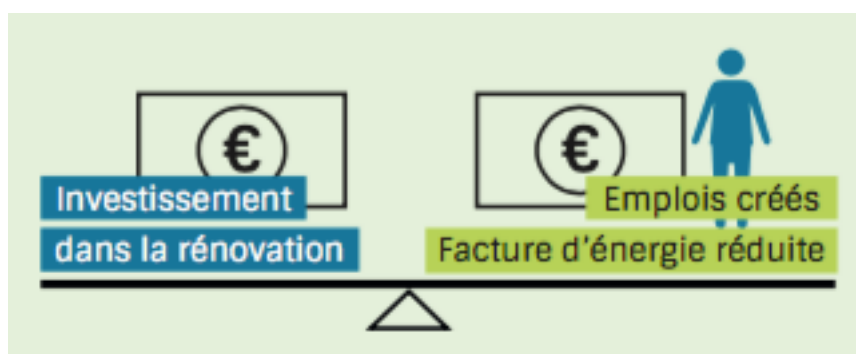 €
€
Investissement
dans la rénovation
Emplois créés
Facture d'énergie réduite